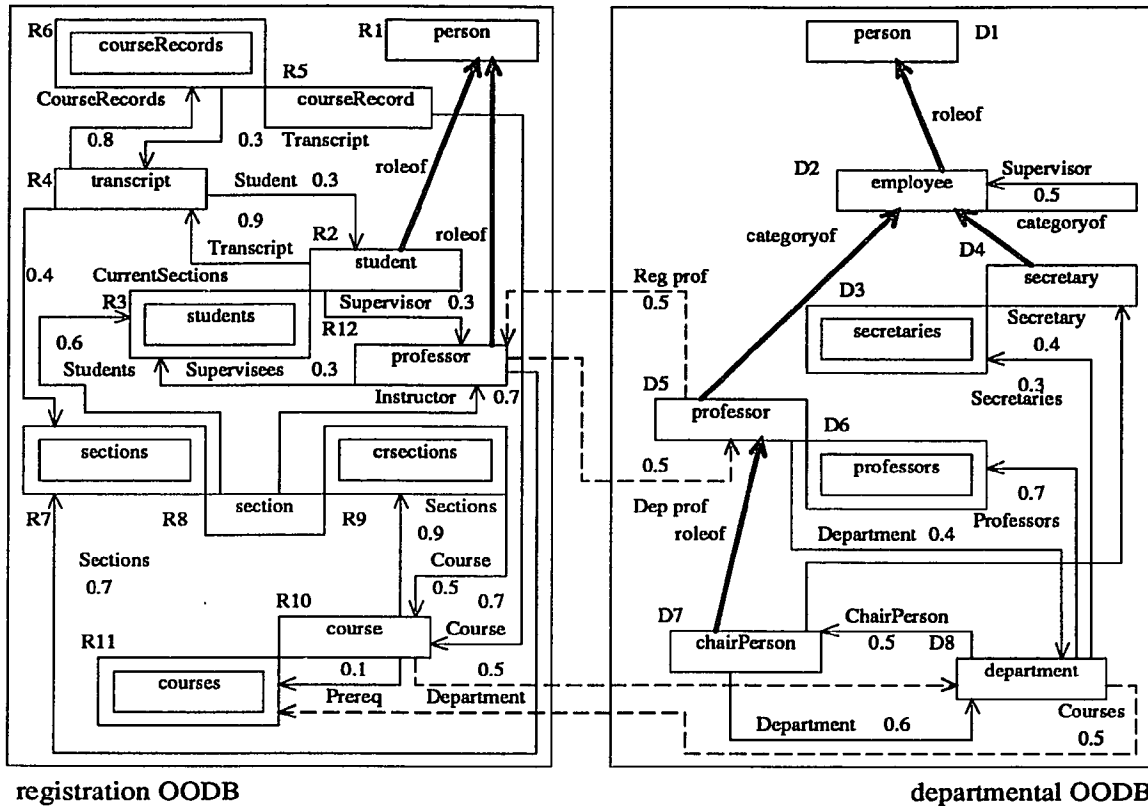 R6
courseRecords
R1
person
person
D1
R5
CourseRecords
courseRecord
0.8
0.3
Transcript
roleof
roleof
R4
transcript
Student 0.3
D2
employee
Supervisor
0.5
0.9
Transcript
R2
roleof
categoryof
categoryof
D4
0.4
student
CurrentSections
Reg prof
0.5
secretary
R3
Supervisor 0.3
D3
students
R12
secretaries
Secretary
0.4
0.6
professor
Students
Supervisees 0.3
D5
0.3
Instructor
0.7
professor
Secretaries
D6
sections
crsections
0.5
professors
R7
R8
section
R9
Sections
Dep prof
0.7
Professors
roleof
Department 0.4
Sections
0.7
0.9
Course
0.5
0.7
R10
D7
ChairPerson
course
Course
chairPerson
0.5
D8
R11
0.1
0.5
department
courses
Prereq
Department
Courses
Department 0.6
0.5
registration OODB
departmental OODB